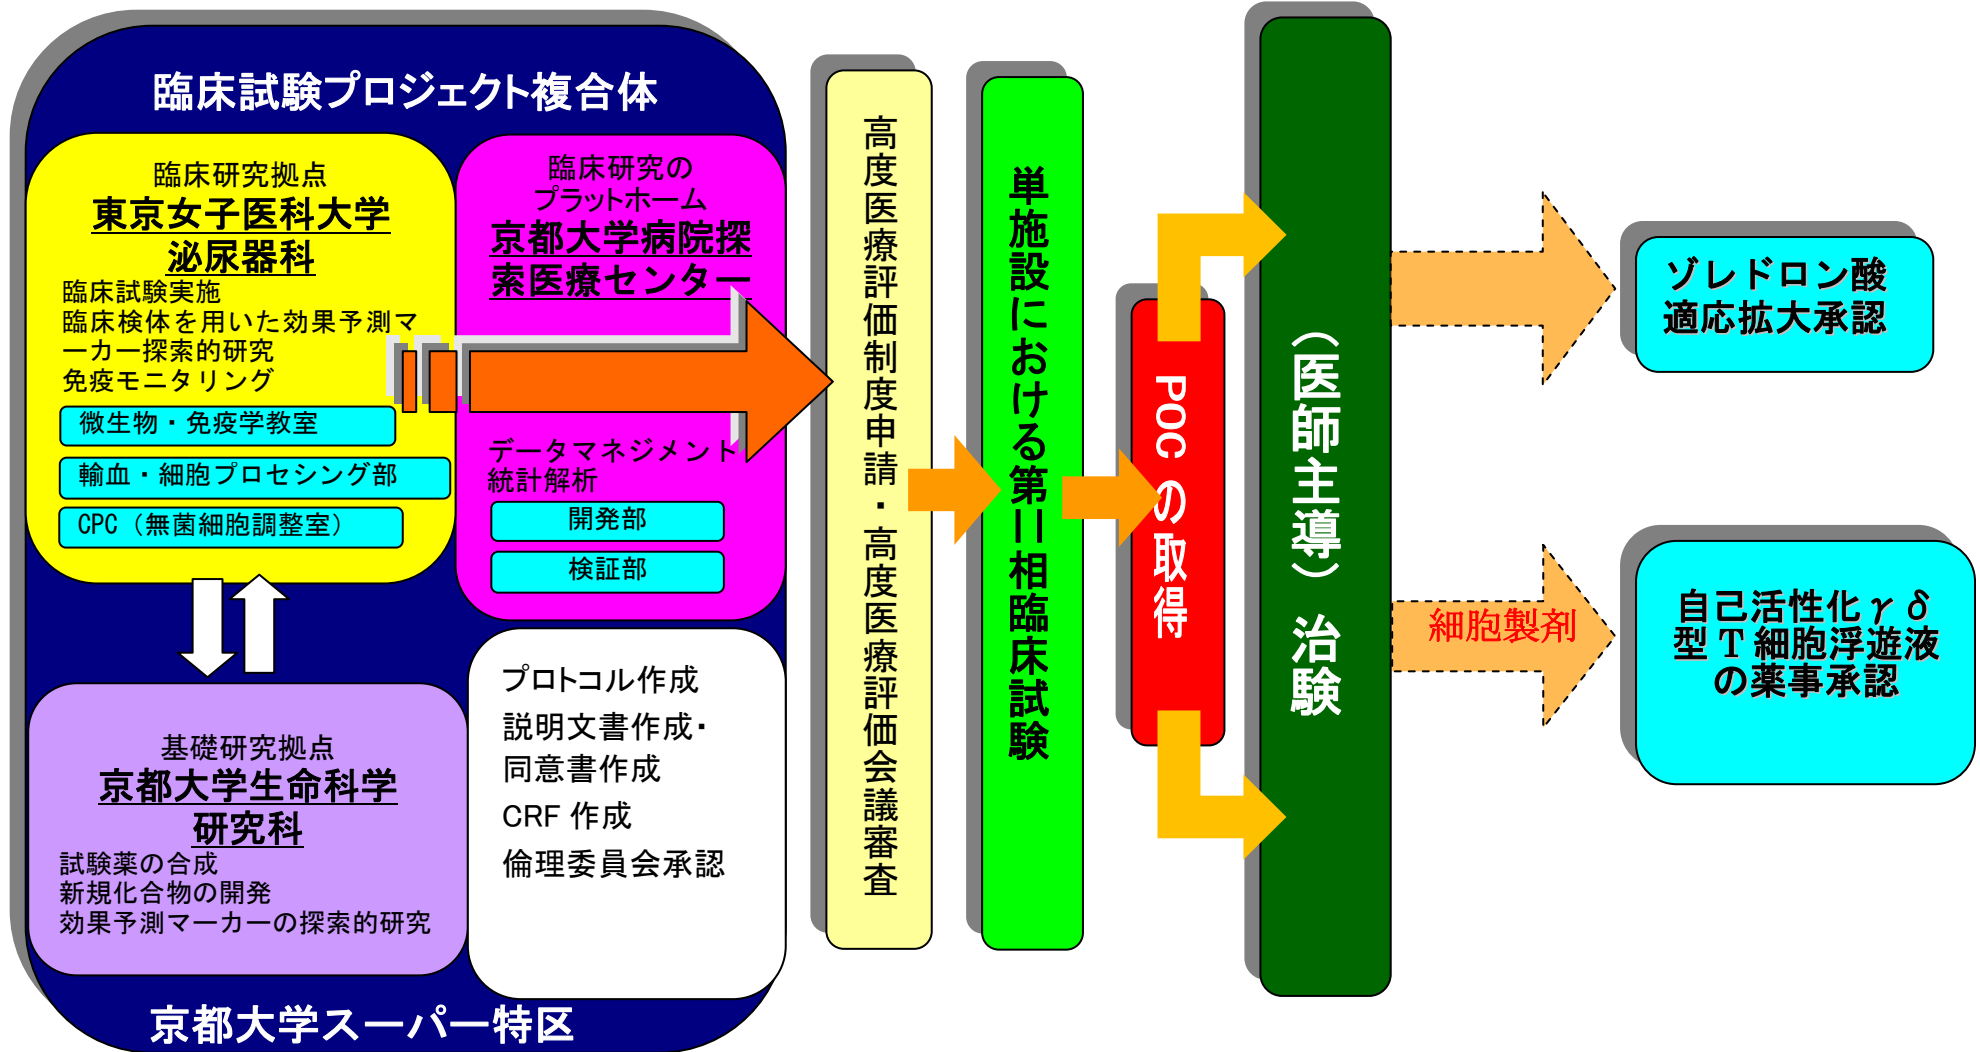 臨床試験プロジェクト複合体
臨床研究拠点
東京女子医科大学
泌尿器科
臨床試験実施
臨床検体を用いた効果予測マ
ーカー探索的研究
免疫モニタリング
微生物・免疫学教室
輸血・細胞プロセシング部
CPC（無菌細胞調整室）
臨床研究の
プラットホーム
京都大学病院探
索医療センター
データマネジメント
統計解析
開発部
検証部
基礎研究拠点
京都大学生命科学
研究科
試験薬の合成
新規化合物の開発
効果予測マーカーの探索的研究
プロトコル作成
説明文書作成・
同意書作成
CRF 作成
倫理委員会承認
京都大学スーパー特区
高度医療評価制度申請・高度医療評価会議審査
単施設における第II相臨床試験
POC の取得
（医師主導）治験
ゾレドロン酸
適応拡大承認
細胞製剤
自己活性化γδ
型T細胞浮遊液
の薬事承認